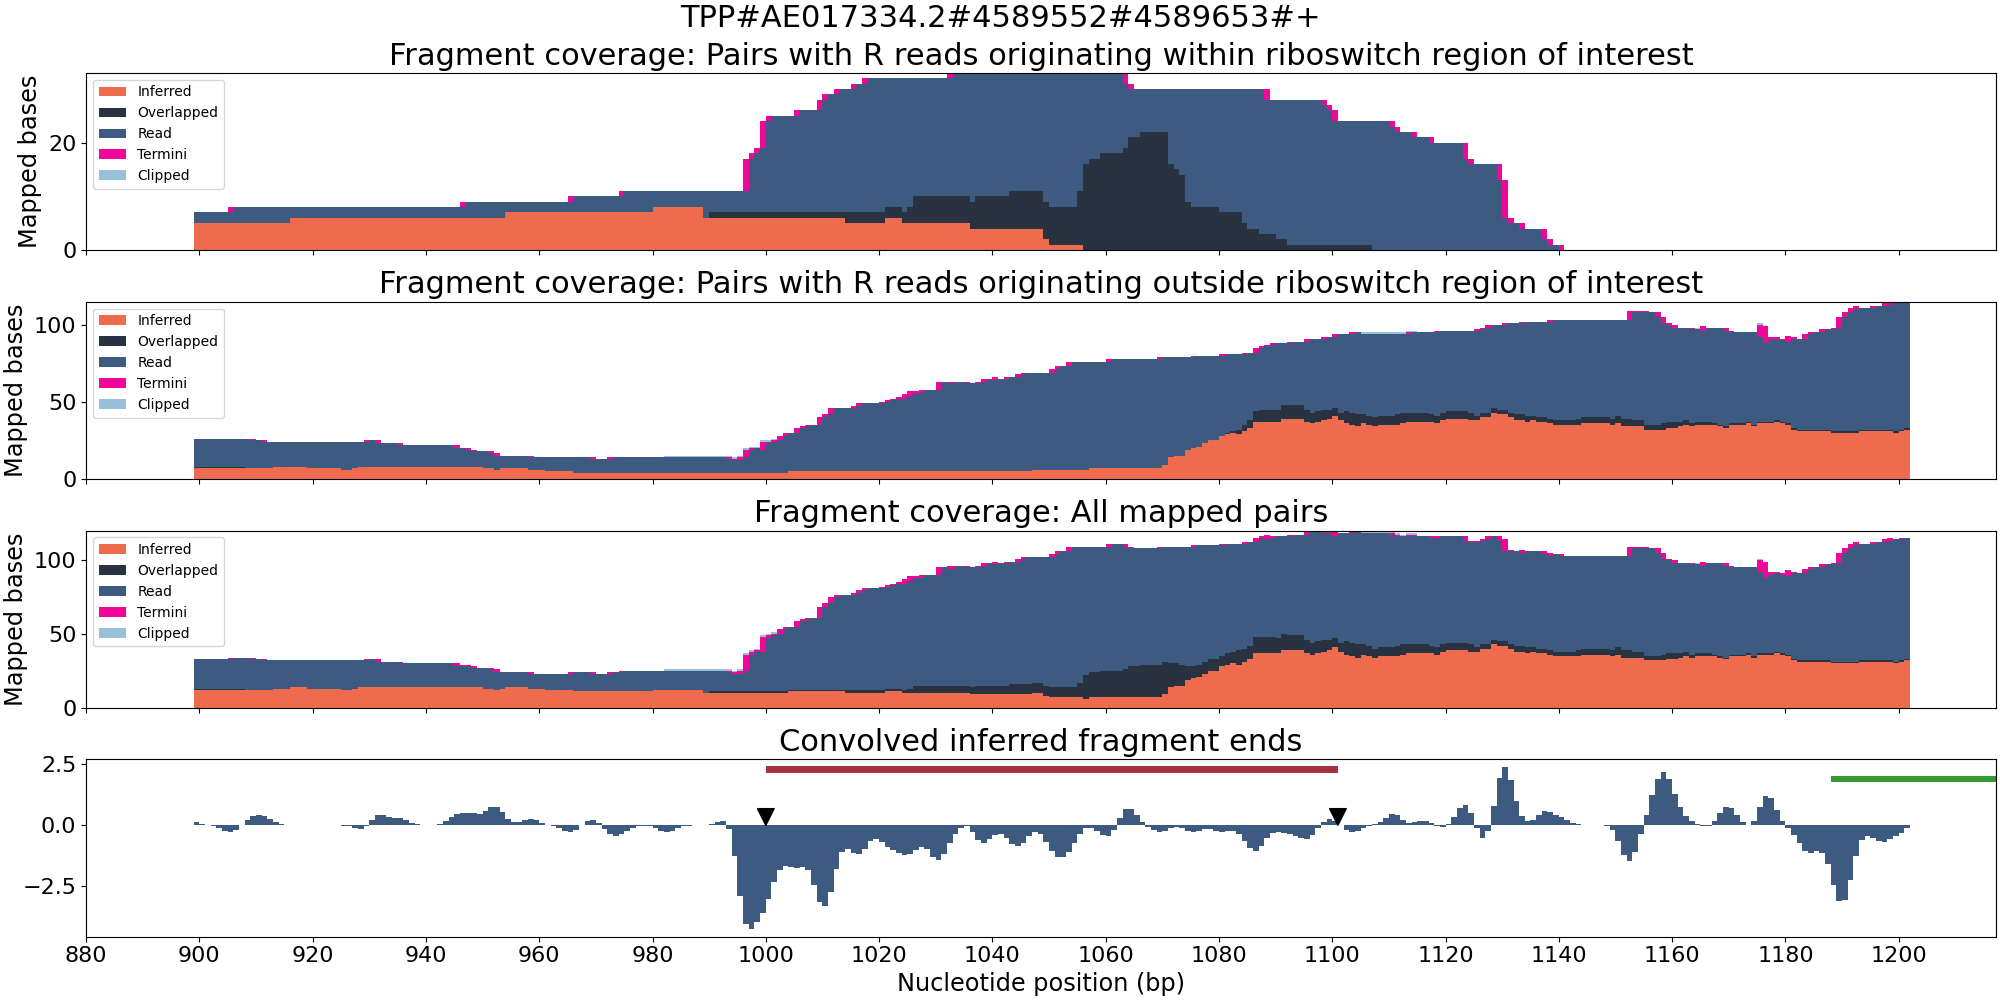 TPP#AE017334.2#4589552#4589653#+
Fragment coverage: Pairs with R reads originating within riboswitch region of interest
Mapped bases
20
0
Inferred
Overlapped
Read
Termini
Clipped
Fragment coverage: Pairs with R reads originating outside riboswitch region of interest
Mapped bases
100
50
0
Inferred
Overlapped
Read
Termini
Clipped
Fragment coverage: All mapped pairs
Mapped bases
100
50
0
Inferred
Overlapped
Read
Termini
Clipped
Convolved inferred fragment ends
2.5
0.0
−2.5
880 900 920 940 960 980 1000 1020 1040 1060 1080 1100 1120 1140 1160 1180 1200
Nucleotide position (bp)